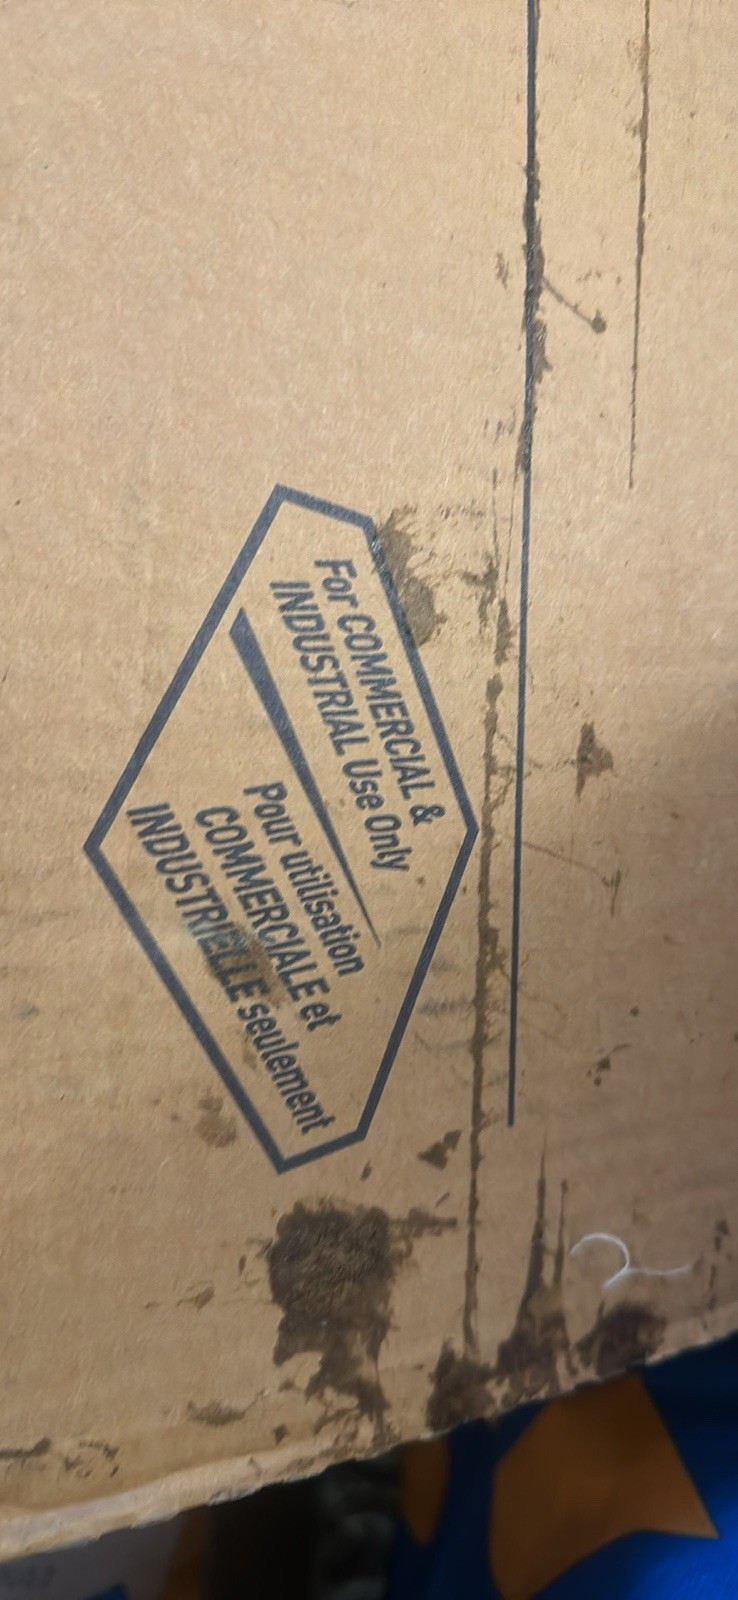 For COMMERCIAL &
INDUSTRIAL Use Only
Pour utilisation
COMMERCIALE et
INDUSTRIELLE seulement